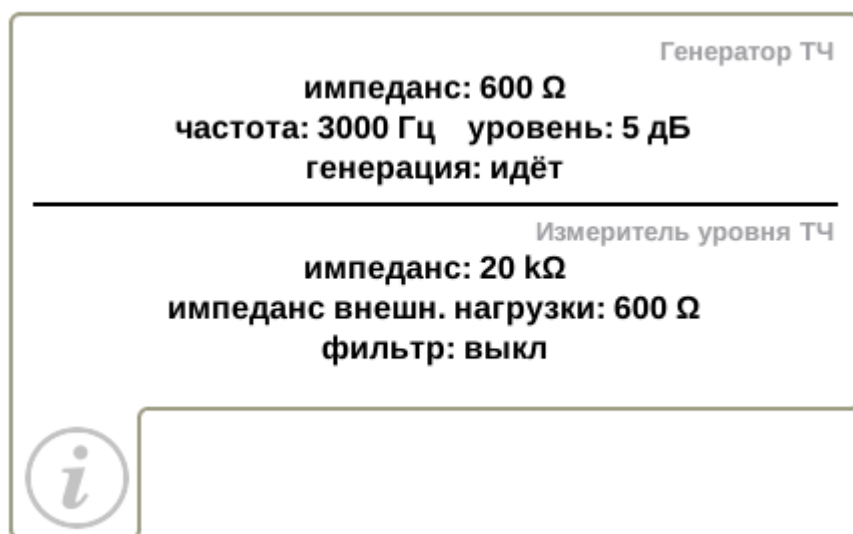 Генератор ТЧ
импеданс: 600 Ω
частота: 3000 Гц уровень: 5 дБ
генерация: идёт
Измеритель уровня ТЧ
импеданс: 20 kΩ
импеданс внешн. нагрузки: 600 Ω
фильтр: выкл
i